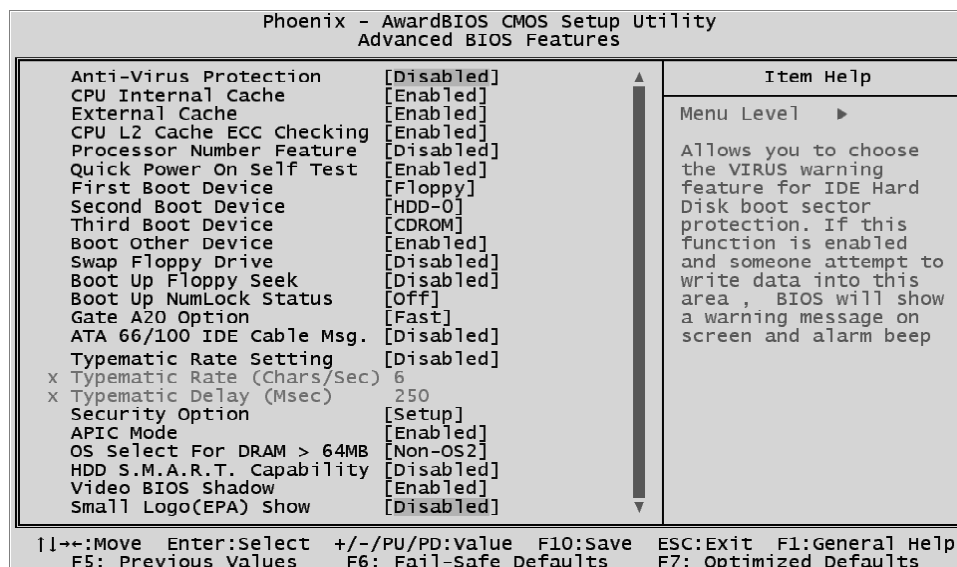 Phoenix - AwardBIOS CMOS Setup Utility
Advanced BIOS Features
Anti-Virus Protection [Disabled]
CPU Internal Cache [Enabled]
External Cache [Enabled]
CPU L2 Cache ECC Checking [Enabled]
Processor Number Feature [Disabled]
Quick Power On Self Test [Enabled]
First Boot Device [Floppy]
Second Boot Device [HDD-0]
Third Boot Device [CDROM]
Boot Other Device [Enabled]
Swap Floppy Drive [Disabled]
Boot Up Floppy Seek [Disabled]
Boot Up NumLock Status [Off]
Gate A20 Option [Fast]
ATA 66/100 IDE Cable Msg. [Disabled]
Typematic Rate Setting [Disabled]
x Typematic Rate (Chars/Sec) 6
x Typematic Delay (Msec) 250
Security Option [Setup]
APIC Mode [Enabled]
OS Select For DRAM > 64MB [Non-OS2]
HDD S.M.A.R.T. Capability [Disabled]
Video BIOS Shadow [Enabled]
Small Logo(EPA) Show [Disabled]
Item Help
Menu Level ►
Allows you to choose
the VIRUS warning
feature for IDE Hard
Disk boot sector
protection. If this
function is enabled
and someone attempt to
write data into this
area , BIOS will show
a warning message on
screen and alarm beep
↑↓→←:Move Enter:Select +/-/PU/PD:Value F10:Save ESC:Exit F1:General Help
F5: Previous Values F6: Fail-Safe Defaults F7: Optimized Defaults